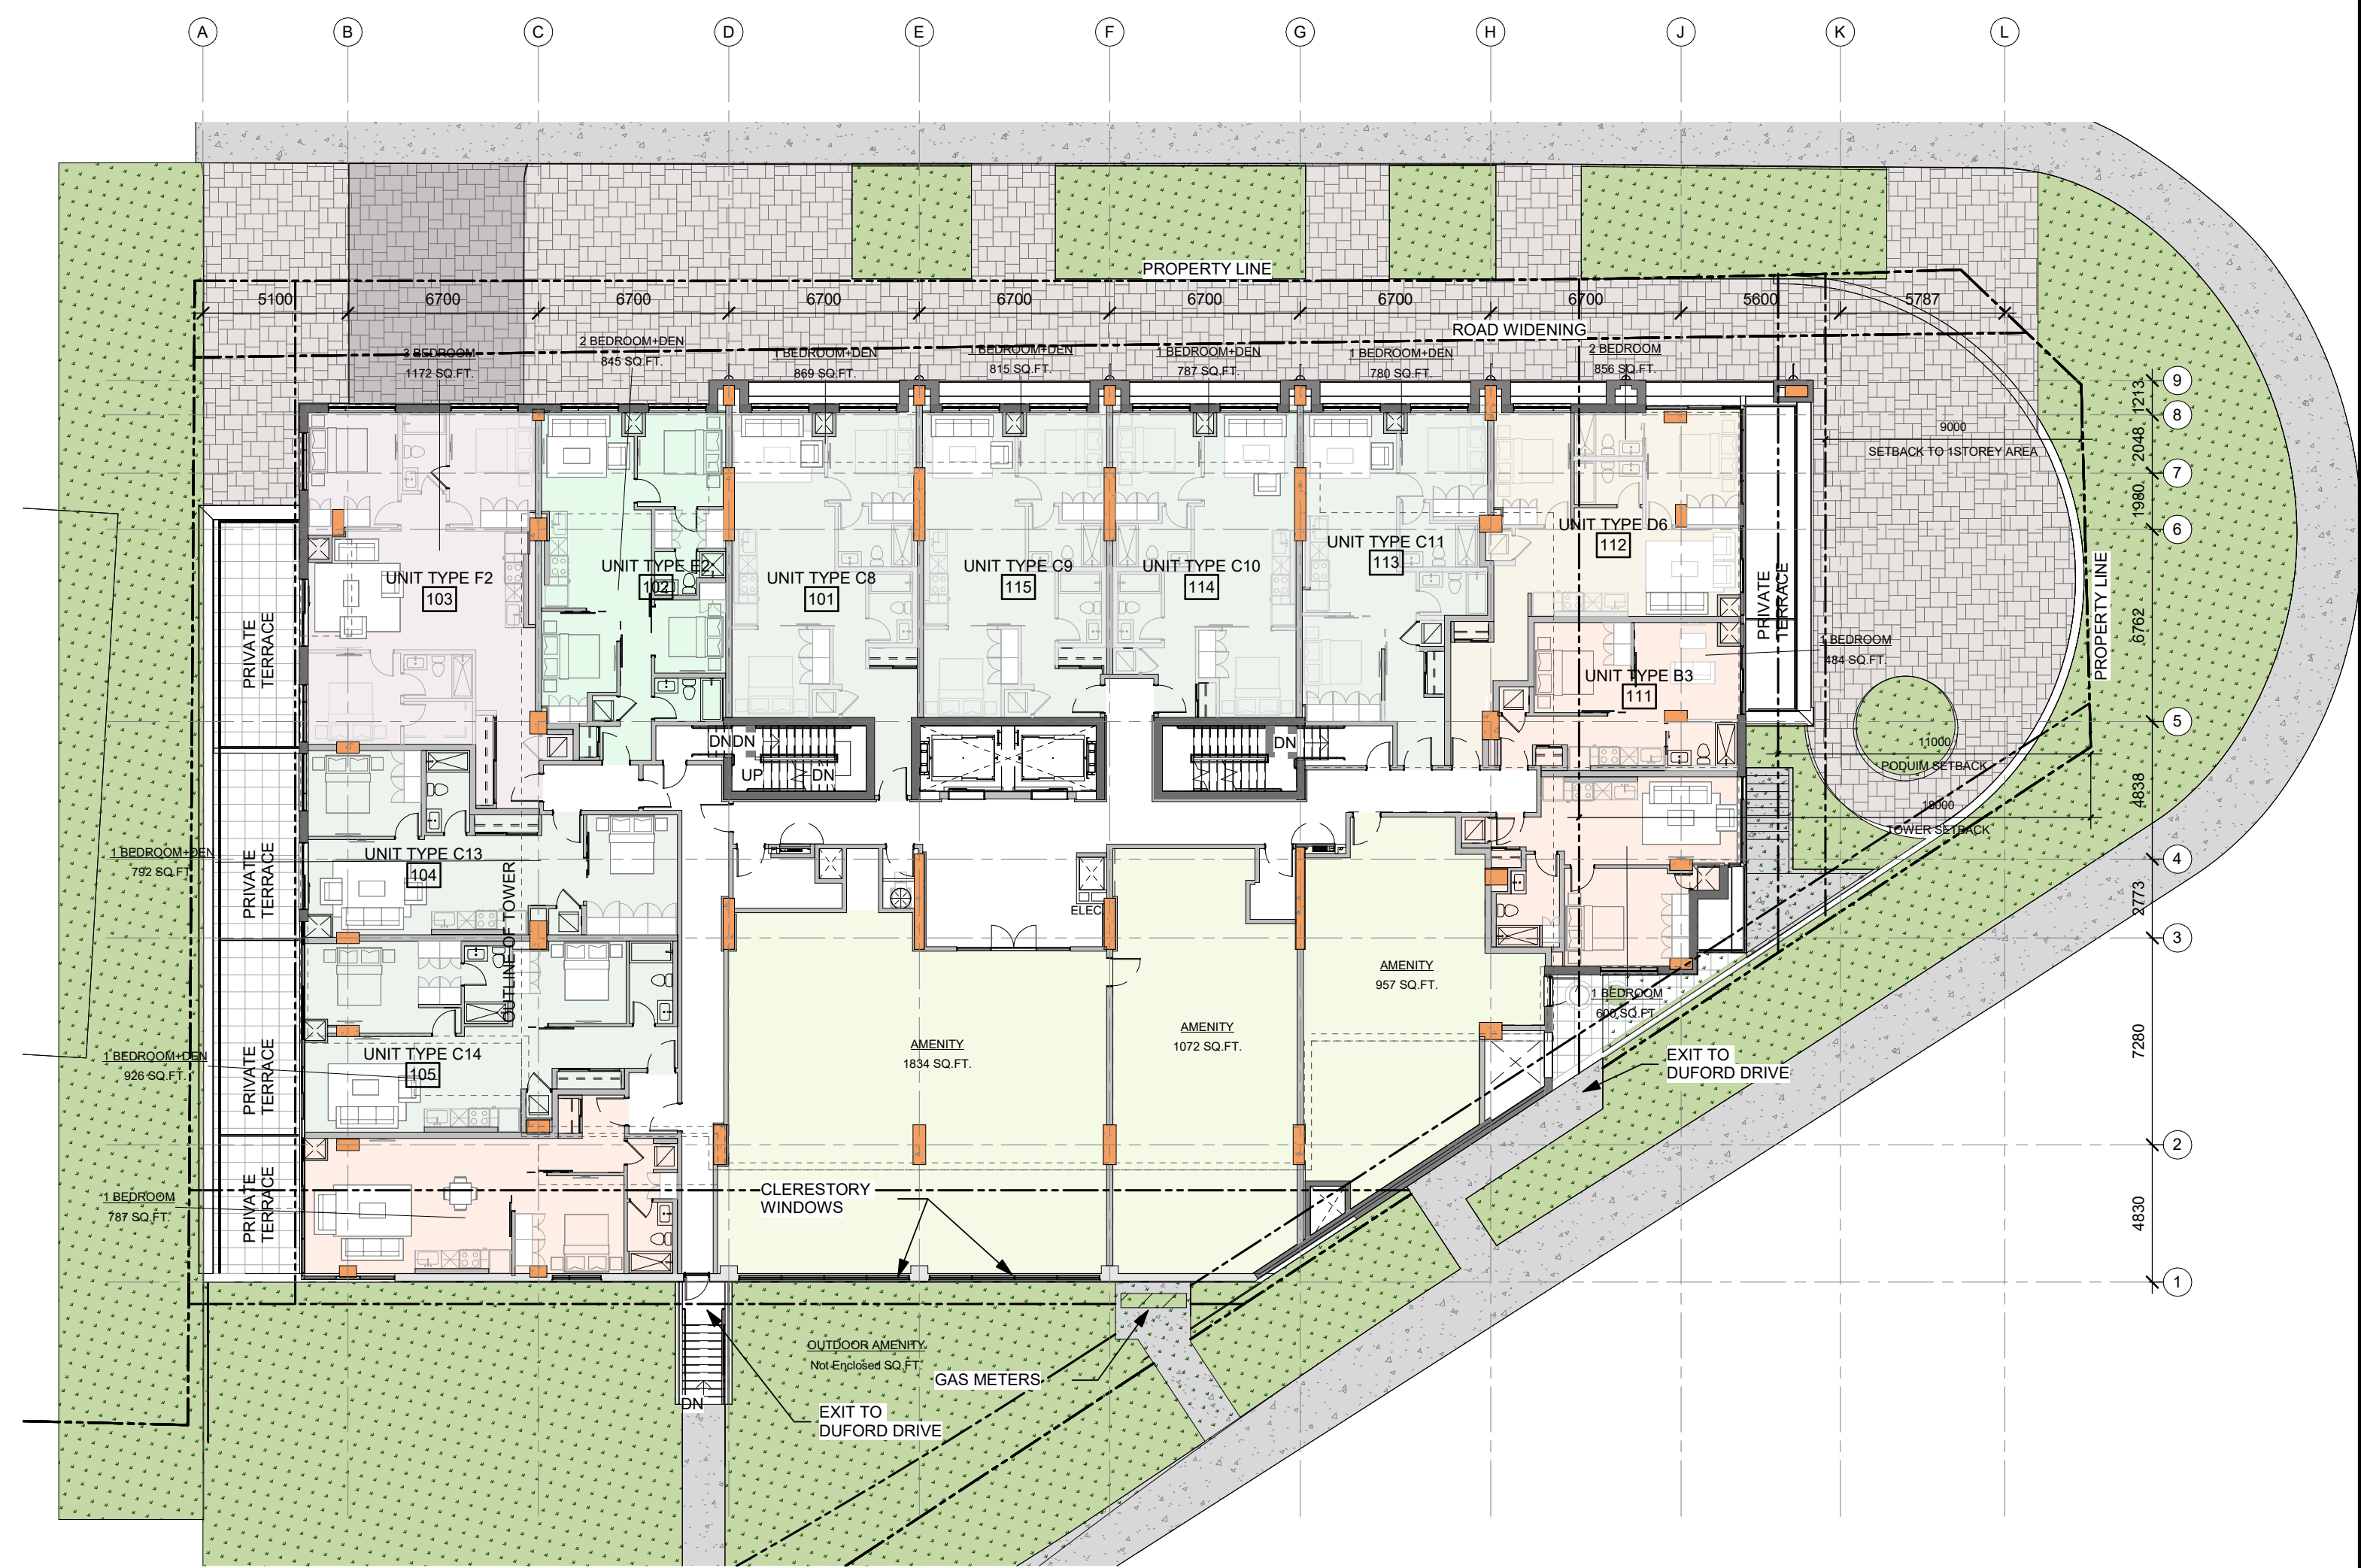 A
B
C
D
E
F
G
H
J
K
L
PROPERTY LINE
5100
6700
6700
6700
6700
6700
6700
6700
5600
5787
ROAD WIDENING
3 BEDROOM
1172 SQ.FT.
2 BEDROOM+DEN
845 SQ.FT.
1 BEDROOM+DEN
869 SQ.FT.
1 BEDROOM+DEN
815 SQ.FT.
1 BEDROOM+DEN
787 SQ.FT.
1 BEDROOM+DEN
780 SQ.FT.
2 BEDROOM
856 SQ.FT.
9
1213
8
2048
7
1980
6
6762
5
4838
4
2773
3
7280
2
4830
1
9000
SETBACK TO 1STOREY AREA
UNIT TYPE F2
103
UNIT TYPE E2
102
UNIT TYPE C8
101
UNIT TYPE C9
115
UNIT TYPE C10
114
UNIT TYPE C11
113
UNIT TYPE D6
112
PRIVATE
TERRACE
PROPERTY LINE
1 BEDROOM
484 SQ.FT.
UNIT TYPE B3
111
PRIVATE
TERRACE
11000
PODUIM SETBACK
18000
TOWER SETBACK
DN
DN
UP
DN
DN
1 BEDROOM+DEN
792 SQ.FT.
UNIT TYPE C13
104
PRIVATE
TERRACE
OUTLINE OF TOWER
ELEC
AMENITY
957 SQ.FT.
1 BEDROOM
600 SQ.FT.
AMENITY
1834 SQ.FT.
AMENITY
1072 SQ.FT.
1 BEDROOM+DEN
926 SQ.FT.
UNIT TYPE C14
105
PRIVATE
TERRACE
EXIT TO
DUFORD DRIVE
1 BEDROOM
787 SQ.FT.
PRIVATE
TERRACE
CLERESTORY
WINDOWS
OUTDOOR AMENITY
Not Enclosed SQ.FT.
GAS METERS
DN
EXIT TO
DUFORD DRIVE